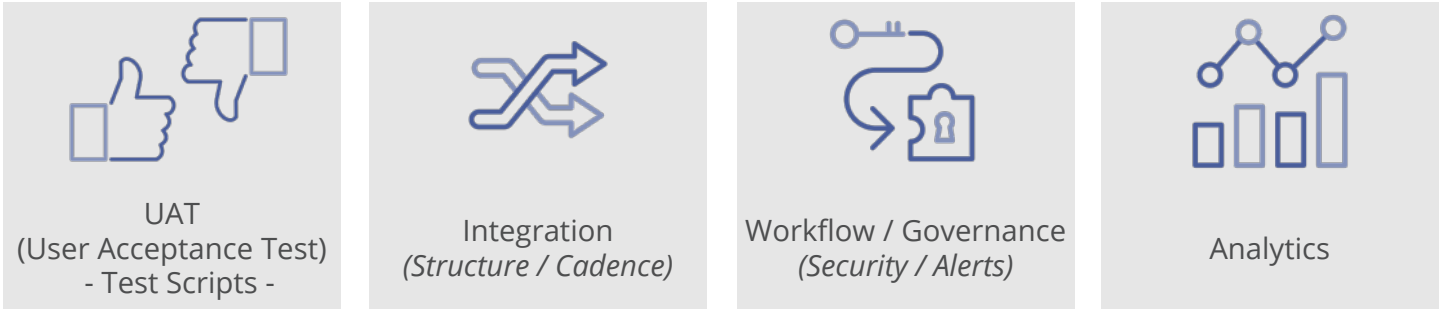 UAT
(User Acceptance Test)
- Test Scripts -
Integration
(Structure / Cadence)
Workflow / Governance
(Security / Alerts)
Analytics